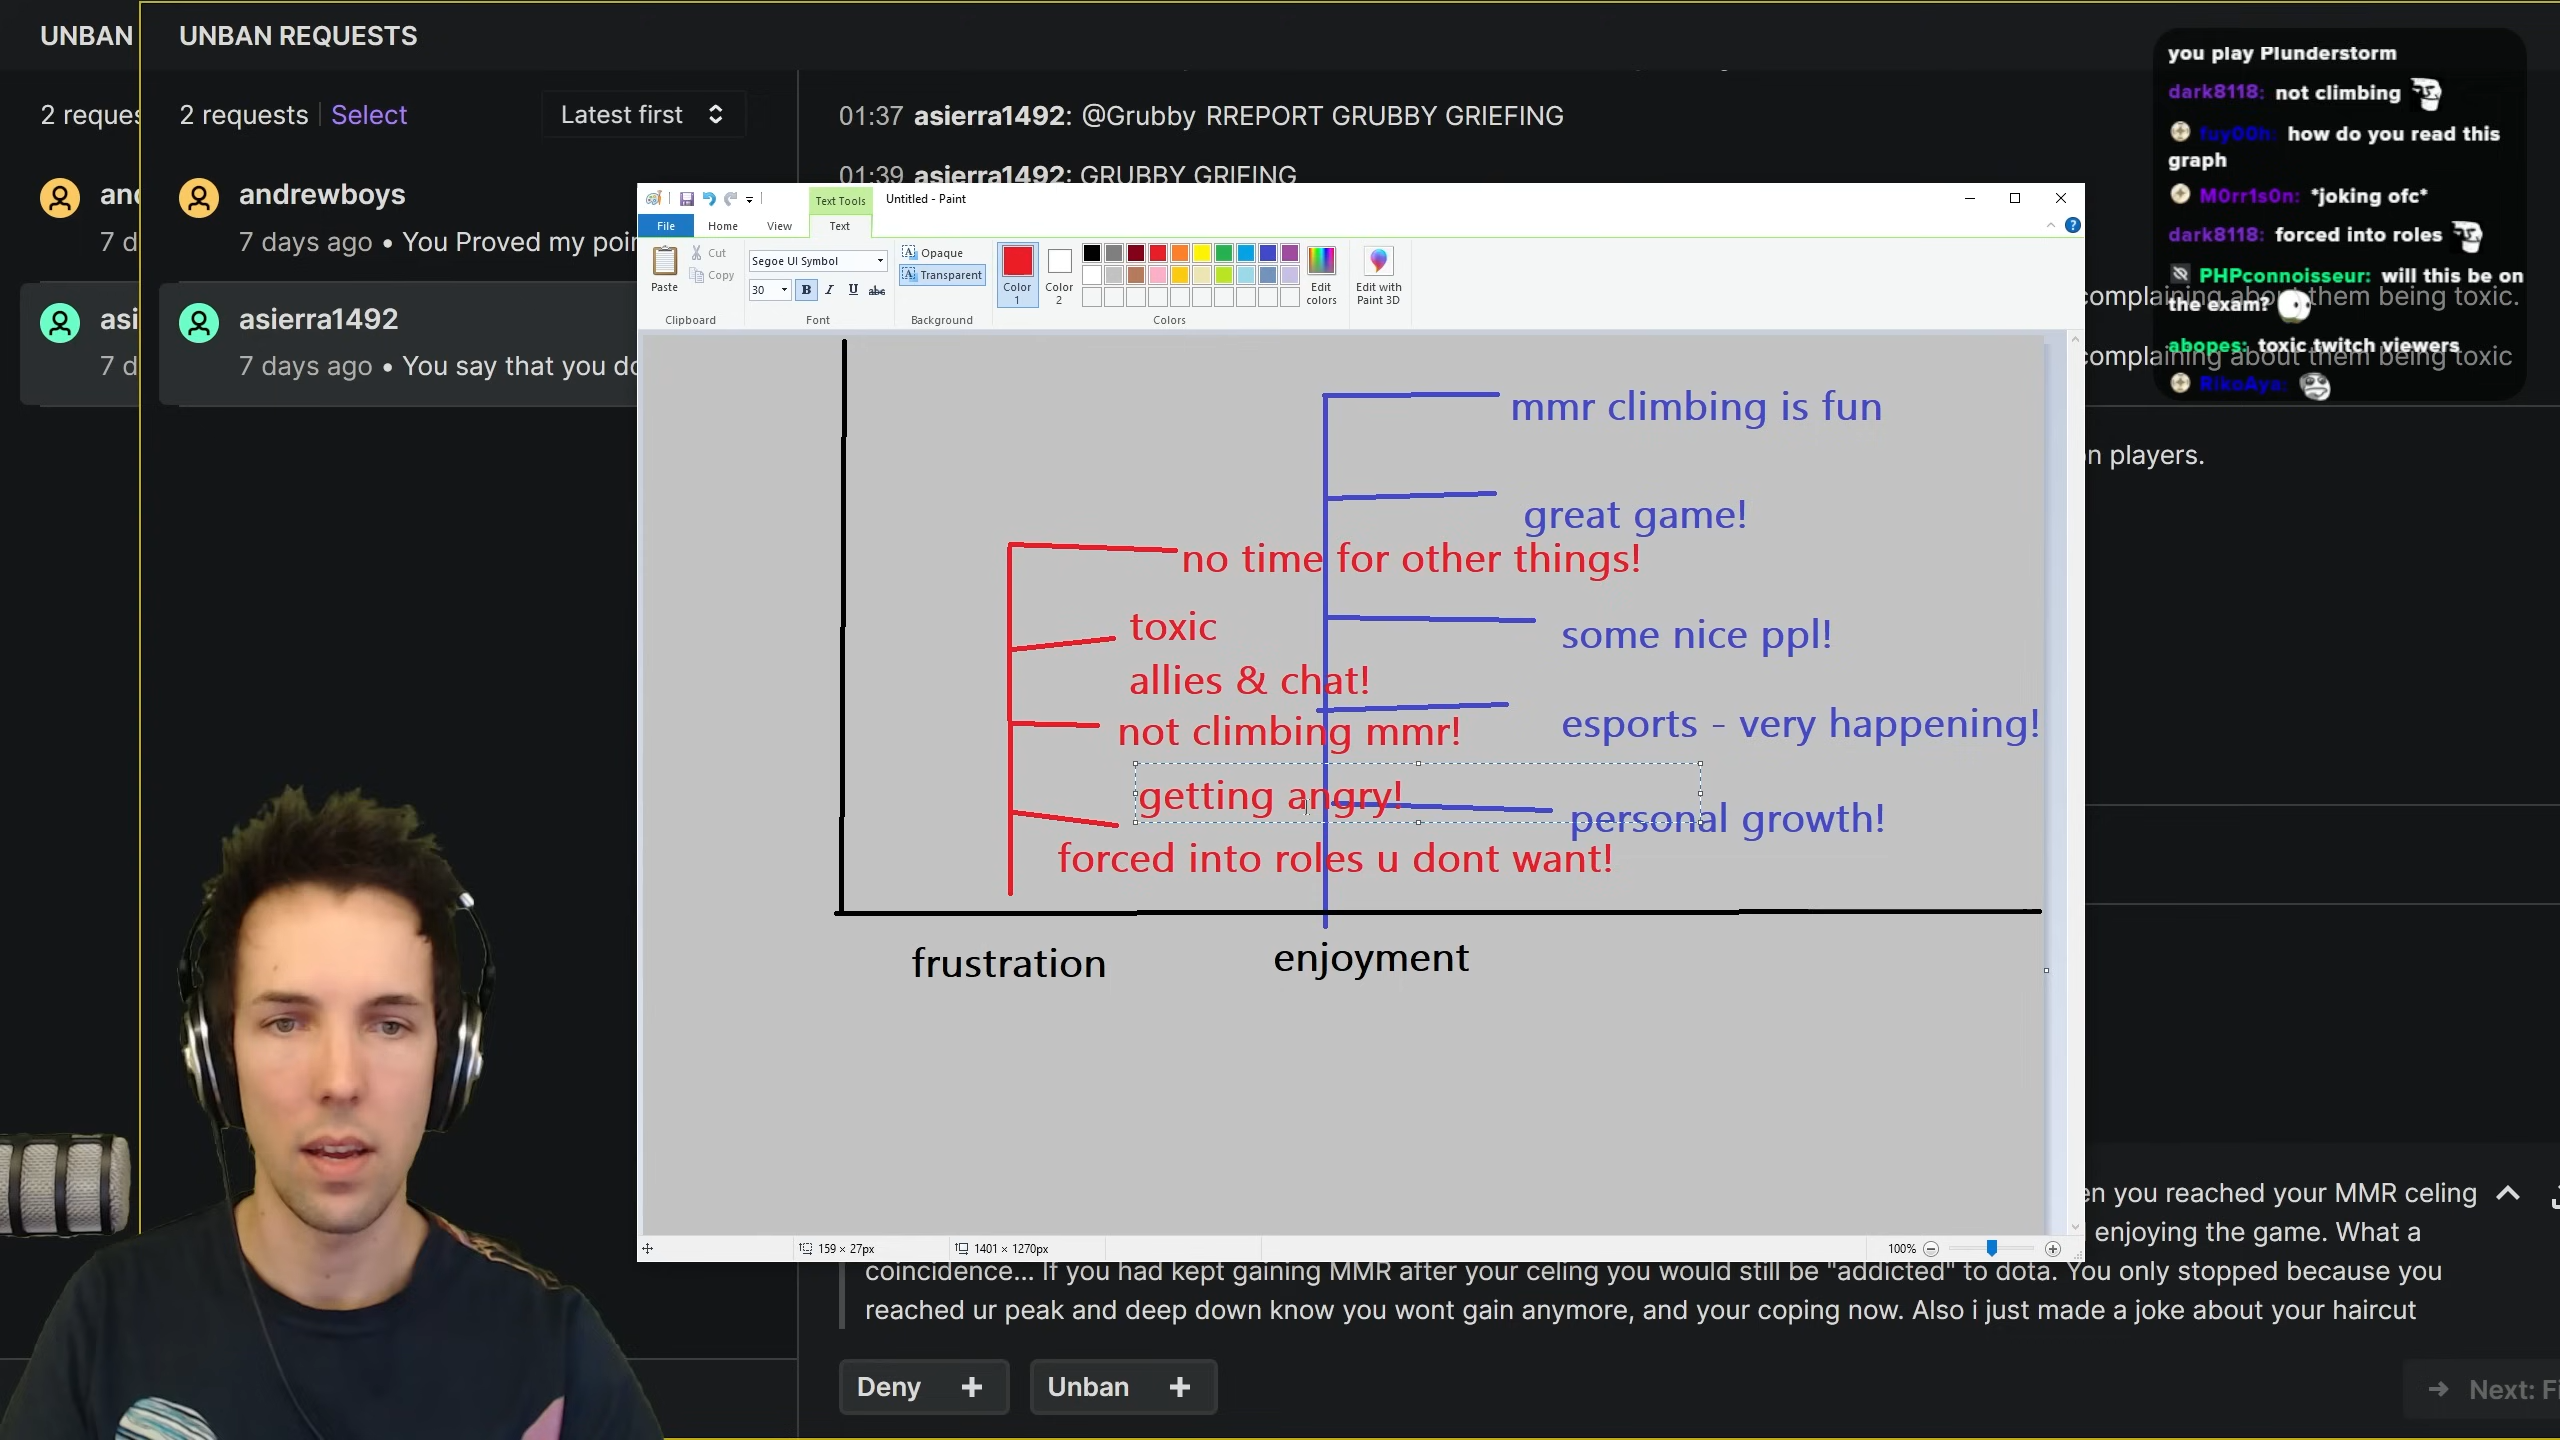 UNBAN
UNBAN REQUESTS
2 reques
2 requests
Select
Latest first
andrewboys
7 d
7 days ago • You Proved my poi
asi
asierra1492
7 d
7 days ago • You say that you do
01:37 asierra1492: @Grubby RREPORT GRUBBY GRIEFING
01:39 asierra1492: GRUBBY GRIFING
Text Tools
Untitled - Paint
File
Home
View
Text
Paste
Cut
Copy
Clipboard
Segoe UI Symbol
30
B I U abc
Font
Opaque
Transparent
Background
Color 1
Color 2
Edit colors
Colors
Edit with Paint 3D
mmr climbing is fun
great game!
no time for other things!
toxic
allies & chat!
some nice ppl!
not climbing mmr!
esports - very happening!
getting angry!
personal growth!
forced into roles u dont want!
frustration
enjoyment
159 × 27px
1401 × 1270px
100%
you play Plunderstorm
dark8118: not climbing
fuy00h: how do you read this
graph
M0rr1s0n: *joking ofc*
dark8118: forced into roles
PHPconnoisseur: will this be on
the exam?
complaining about them being toxic.
abopes: toxic twitch viewers
complaining about them being toxic
RikoAya:
n players.
en you reached your MMR celing
enjoying the game. What a
coincidence... If you had kept gaining MMR after your celing you would still be "addicted" to dota. You only stopped because you
reached ur peak and deep down know you wont gain anymore, and your coping now. Also i just made a joke about your haircut
Deny +
Unban +
Next: Fi